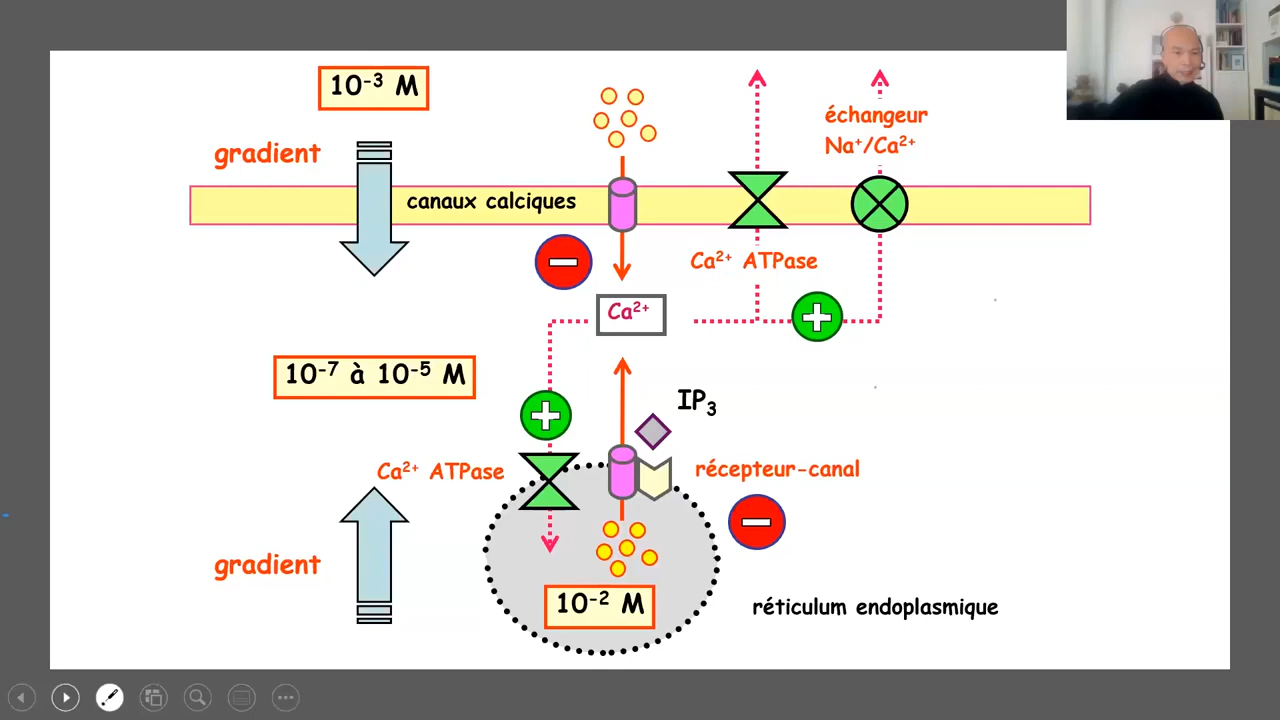 10⁻³ M
gradient
échangeur
Na⁺/Ca²⁺
canaux calciques
Ca²⁺ ATPase
Ca²⁺
10⁻⁷ à 10⁻⁵ M
IP₃
Ca²⁺ ATPase
récepteur-canal
gradient
10⁻² M
réticulum endoplasmique